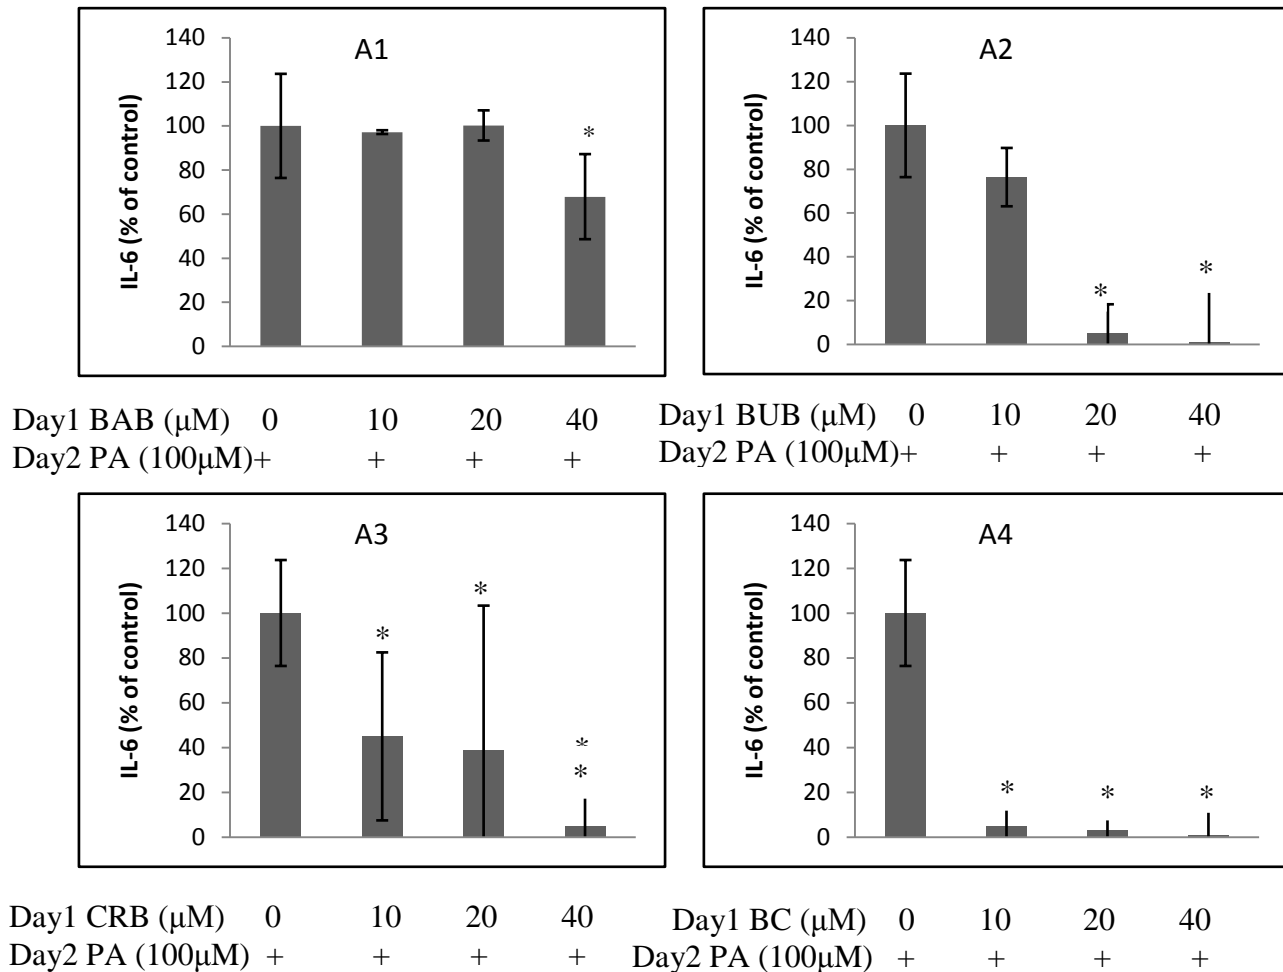 A1
IL-6 (% of control)
140
120
100
80
60
40
20
0
*
Day1 BAB (μM) 0 10 20 40
Day2 PA (100μM)+ + + +
A2
IL-6 (% of control)
140
120
100
80
60
40
20
0
* *
Day1 BUB (μM) 0 10 20 40
Day2 PA (100μM)+ + + +
A3
IL-6 (% of control)
140
120
100
80
60
40
20
0
* * *
*
Day1 CRB (μM) 0 10 20 40
Day2 PA (100μM) + + + +
A4
IL-6 (% of control)
140
120
100
80
60
40
20
0
* * *
Day1 BC (μM) 0 10 20 40
Day2 PA (100μM) + + + +